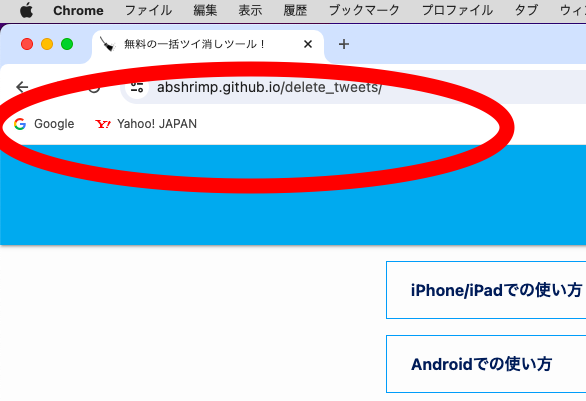 Chrome ファイル 編集 表示 履歴 ブックマーク プロファイル タブ ウィン
無料の一括ツイ消しツール！
abshrimp.github.io/delete_tweets/
Google Yahoo! JAPAN
iPhone/iPadでの使い方
Androidでの使い方